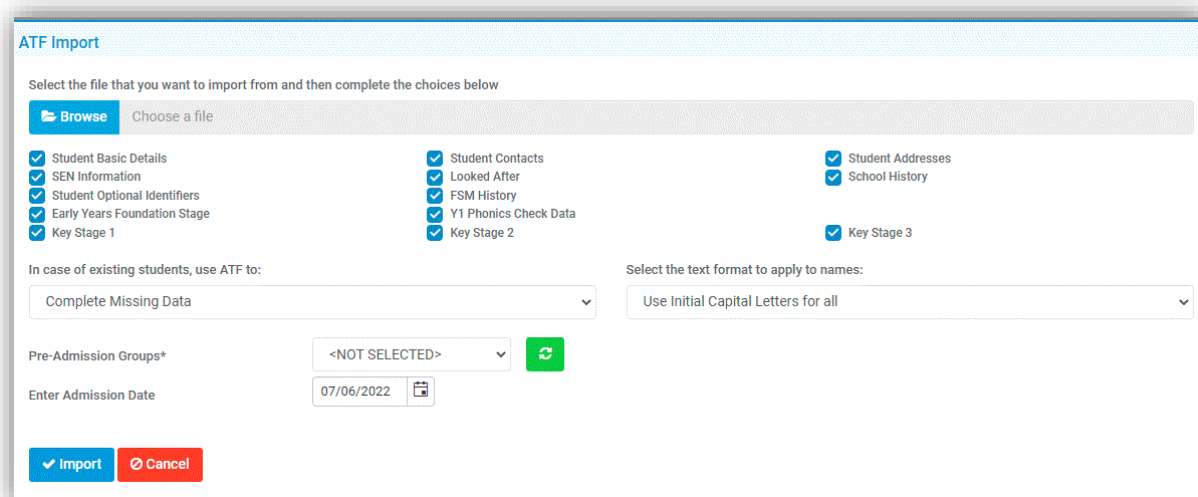 ATF Import
Select the file that you want to import from and then complete the choices below
Browse Choose a file
Student Basic Details Student Contacts Student Addresses
SEN Information Looked After School History
Student Optional Identifiers FSM History
Early Years Foundation Stage Y1 Phonics Check Data
Key Stage 1 Key Stage 2 Key Stage 3
In case of existing students, use ATF to: Select the text format to apply to names:
Complete Missing Data Use Initial Capital Letters for all
Pre-Admission Groups* <NOT SELECTED>
Enter Admission Date 07/06/2022
Import Cancel